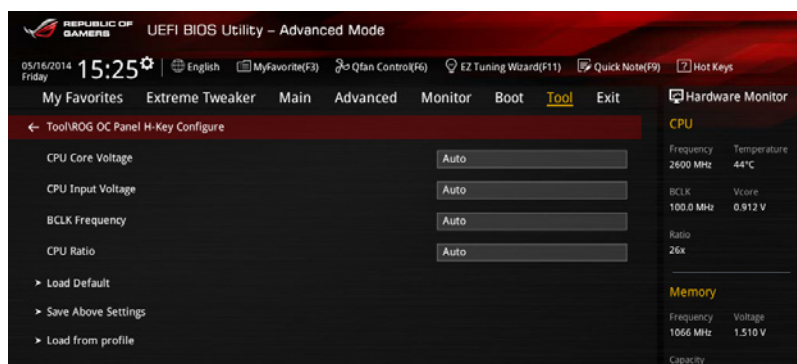 REPUBLIC OF
GAMERS
UEFI BIOS Utility – Advanced Mode
05/16/2014
Friday
15:25
English
MyFavorite(F3)
Qfan Control(F6)
EZ Tuning Wizard(F11)
Quick Note(F9)
? Hot Keys
My Favorites
Extreme Tweaker
Main
Advanced
Monitor
Boot
Tool
Exit
Hardware Monitor
← Tool\ROG OC Panel H-Key Configure
CPU Core Voltage
Auto
CPU Input Voltage
Auto
BCLK Frequency
Auto
CPU Ratio
Auto
> Load Default
> Save Above Settings
> Load from profile
CPU
Frequency Temperature
2600 MHz 44°C
BCLK Vcore
100.0 MHz 0.912 V
Ratio
26x
Memory
Frequency Voltage
1066 MHz 1.510 V
Capacity